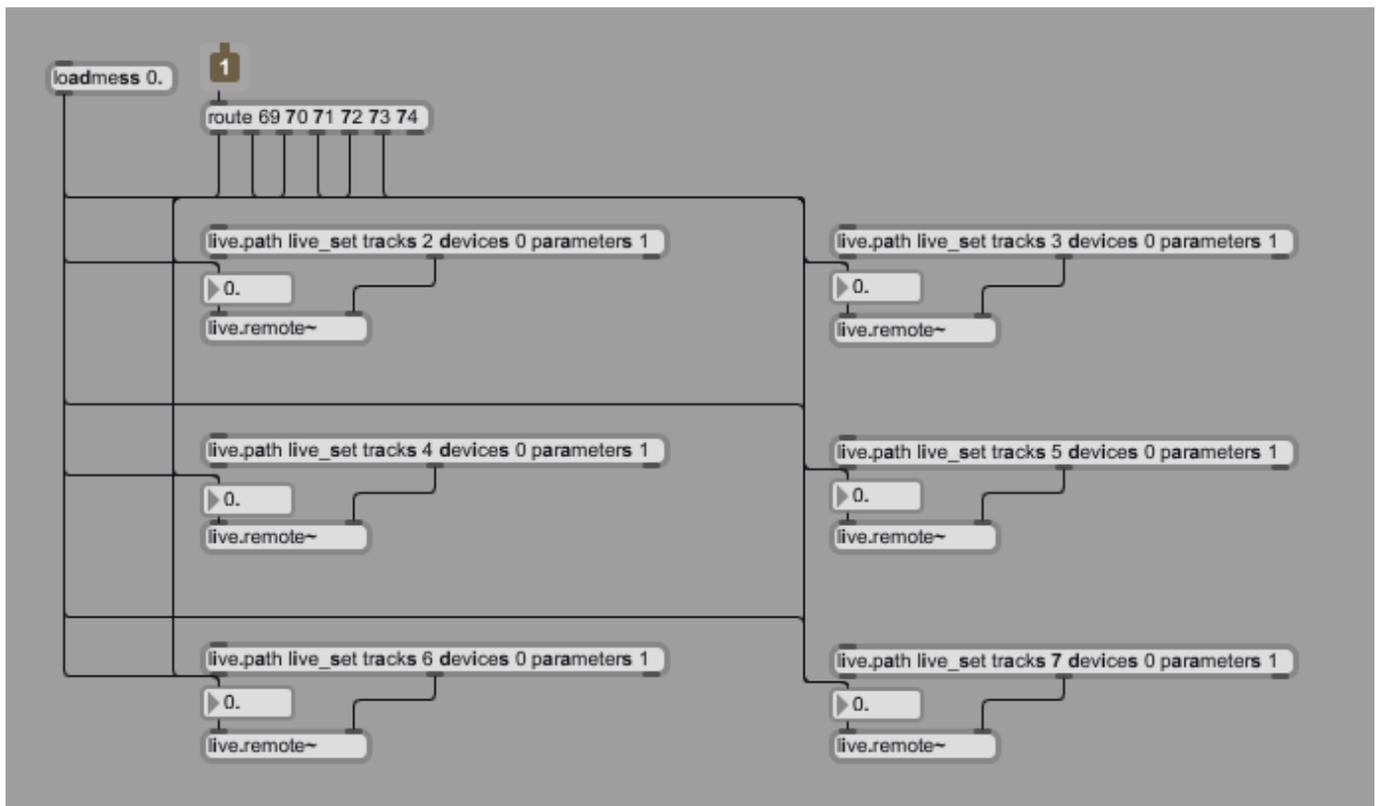 loadmess 0.
1
route 69 70 71 72 73 74
live.path live_set tracks 2 devices 0 parameters 1
0.
live.remote~
live.path live_set tracks 3 devices 0 parameters 1
0.
live.remote~
live.path live_set tracks 4 devices 0 parameters 1
0.
live.remote~
live.path live_set tracks 5 devices 0 parameters 1
0.
live.remote~
live.path live_set tracks 6 devices 0 parameters 1
0.
live.remote~
live.path live_set tracks 7 devices 0 parameters 1
0.
live.remote~